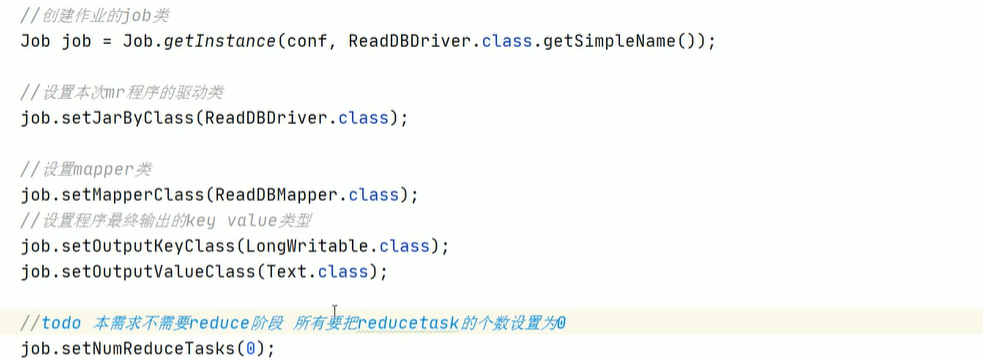 //创建作业的job类
Job job = Job.getInstance(conf, ReadDBDriver.class.getSimpleName());
//设置本次mr程序的驱动类
job.setJarByClass(ReadDBDriver.class);
//设置mapper类
job.setMapperClass(ReadDBMapper.class);
//设置程序最终输出的key value类型
job.setOutputKeyClass(LongWritable.class);
job.setOutputValueClass(Text.class);
//todo 本需求不需要reduce阶段 所有要把reducetask的个数设置为0
job.setNumReduceTasks(0);